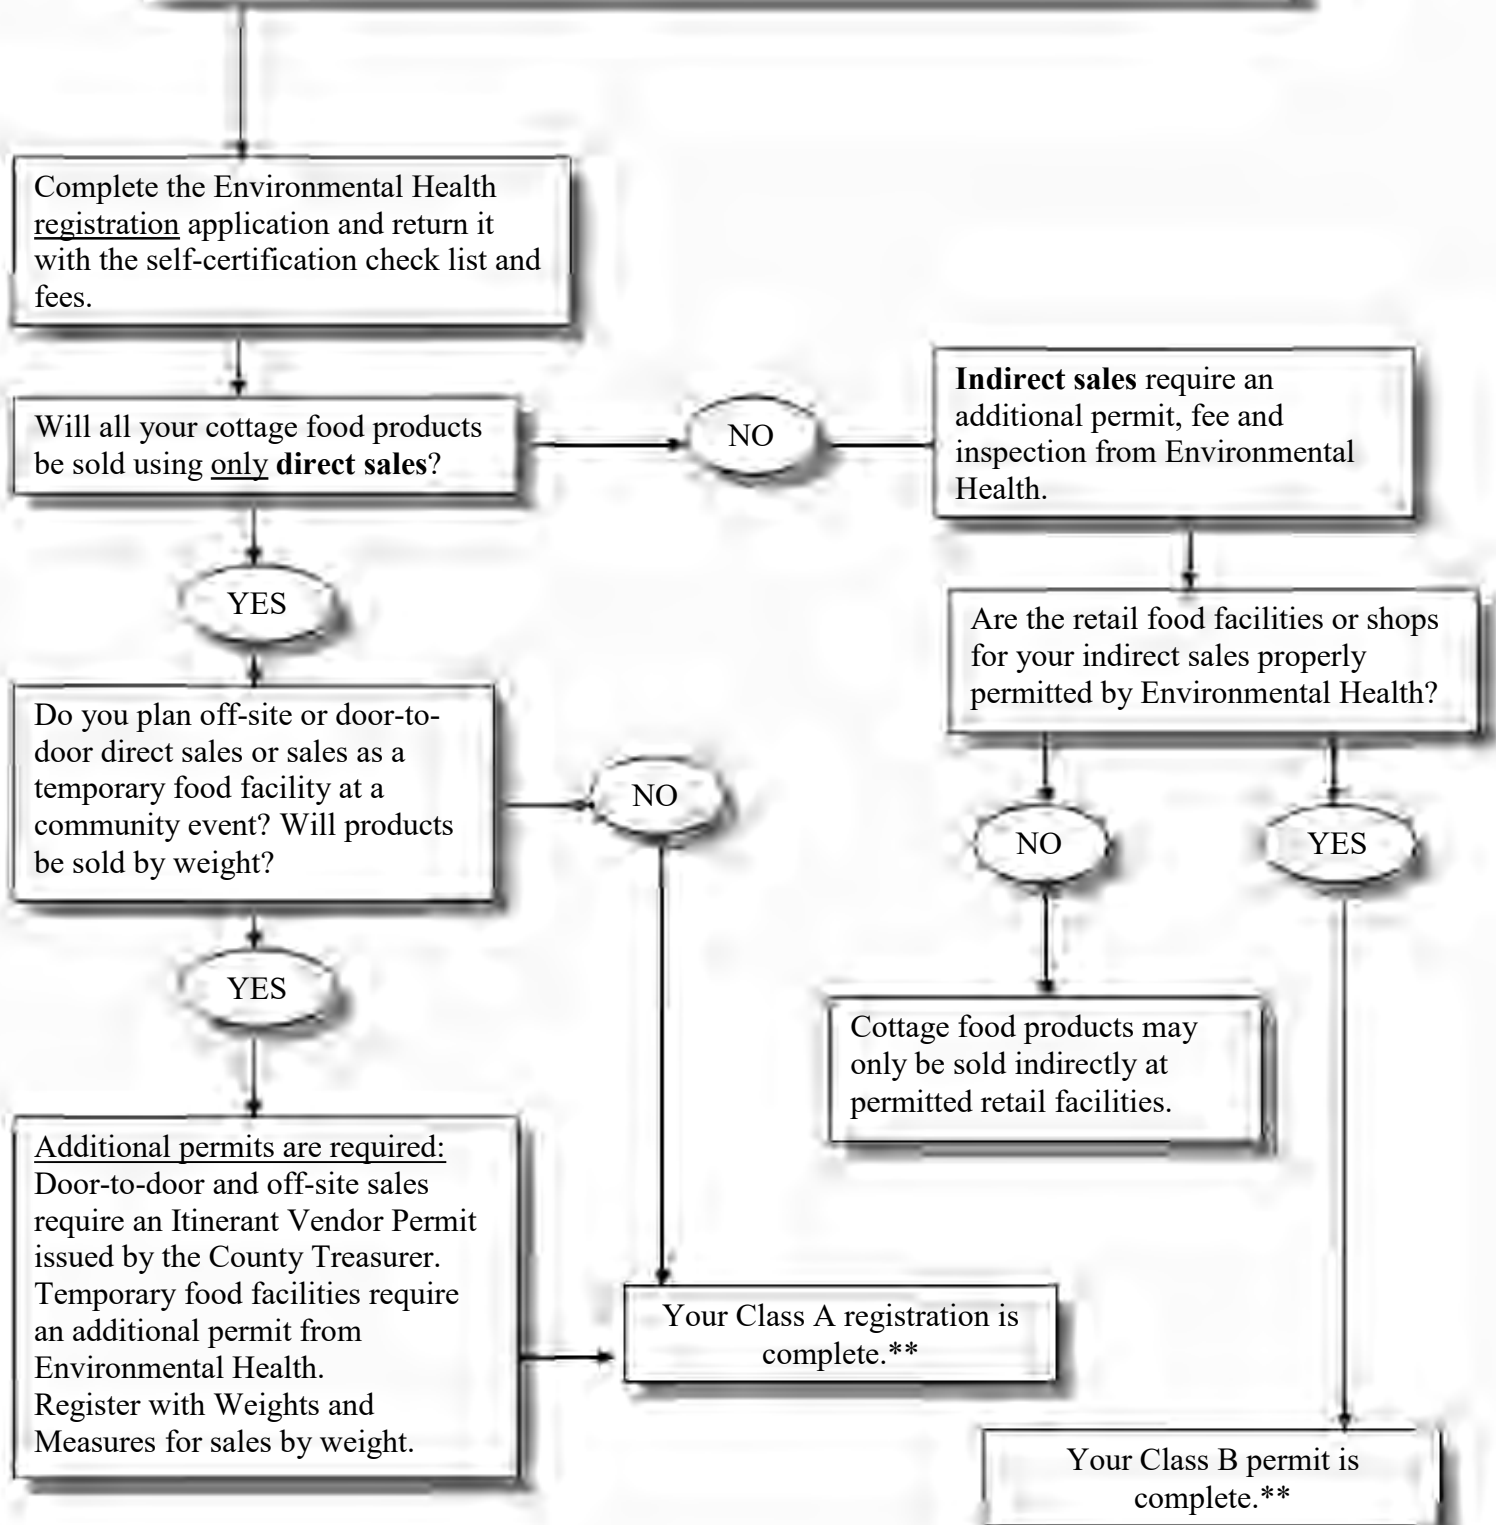 Complete the Environmental Health
registration application and return it
with the self-certification check list and
fees.
Will all your cottage food products
be sold using only direct sales?
NO
Indirect sales require an
additional permit, fee and
inspection from Environmental
Health.
YES
Are the retail food facilities or shops
for your indirect sales properly
permitted by Environmental Health?
Do you plan off-site or door-to-
door direct sales or sales as a
temporary food facility at a
community event? Will products
be sold by weight?
NO
NO
YES
YES
Cottage food products may
only be sold indirectly at
permitted retail facilities.
Additional permits are required:
Door-to-door and off-site sales
require an Itinerant Vendor Permit
issued by the County Treasurer.
Temporary food facilities require
an additional permit from
Environmental Health.
Register with Weights and
Measures for sales by weight.
Your Class A registration is
complete.**
Your Class B permit is
complete.**